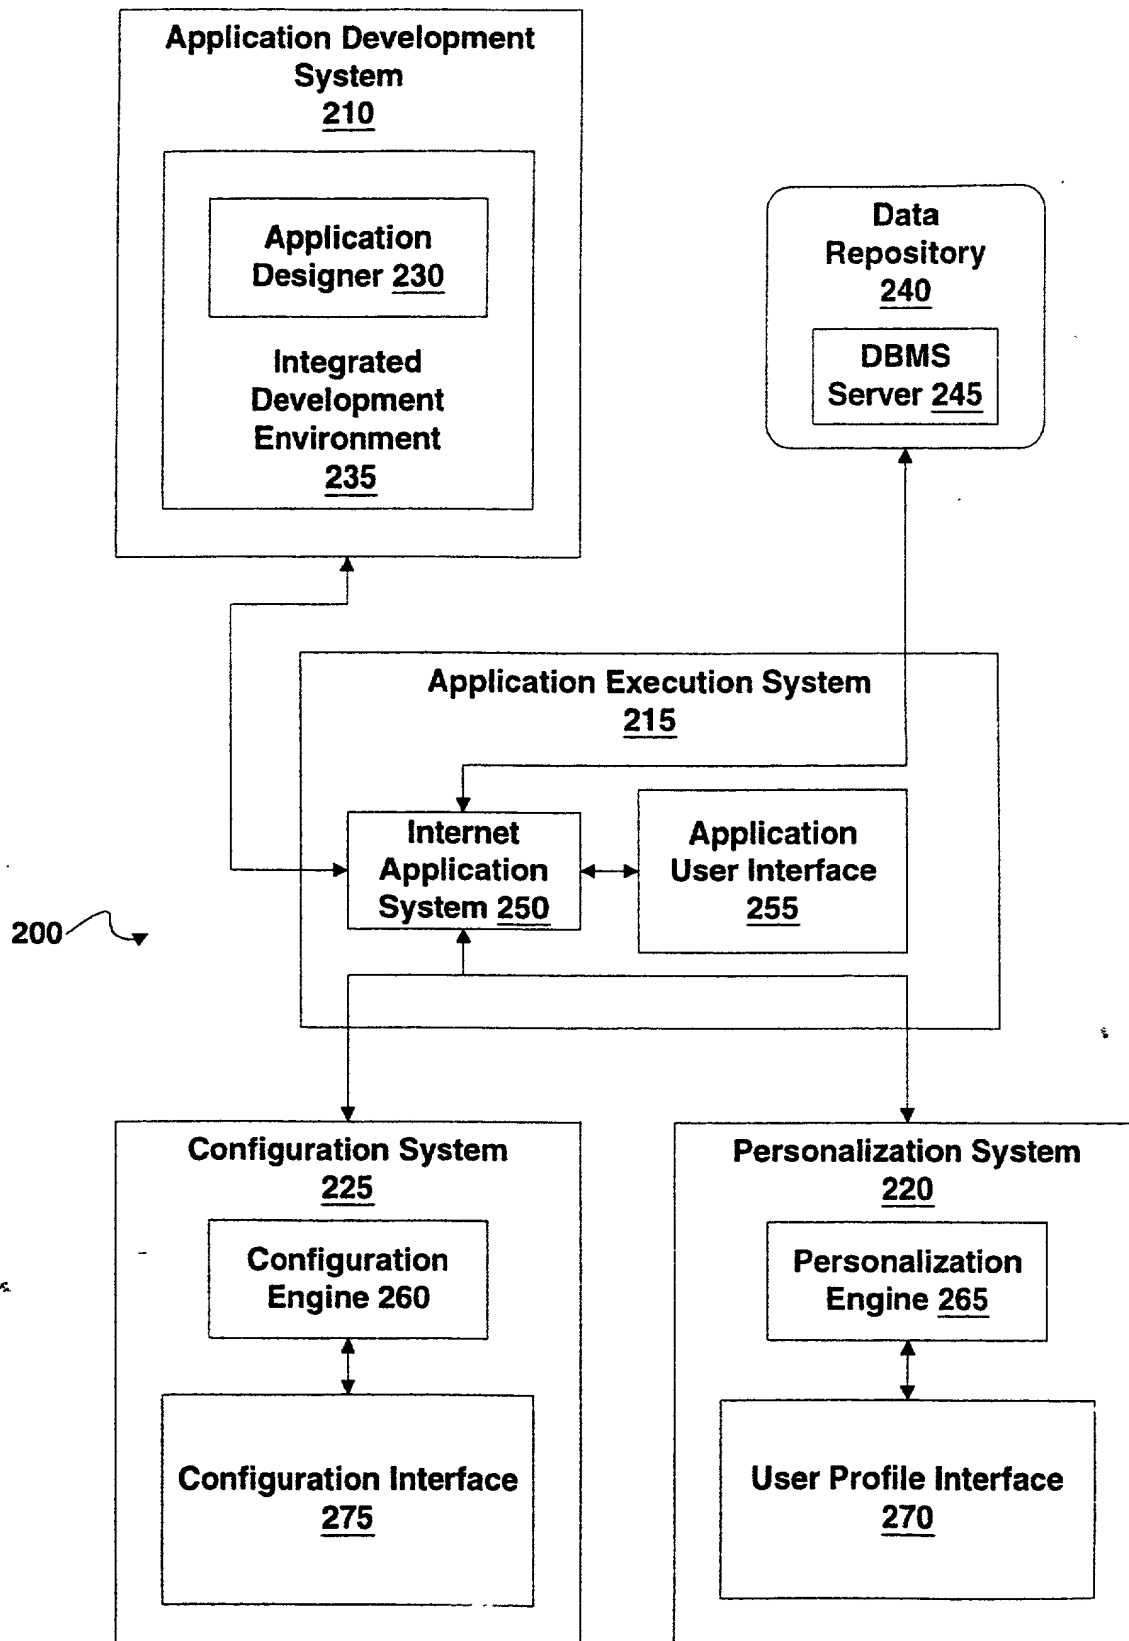 Application Development
System
210
Application
Designer 230
Integrated
Development
Environment
235
Data
Repository
240
DBMS
Server 245
Application Execution System
215
Internet
Application
System 250
Application
User Interface
255
200
Configuration System
225
Configuration
Engine 260
Configuration Interface
275
Personalization System
220
Personalization
Engine 265
User Profile Interface
270